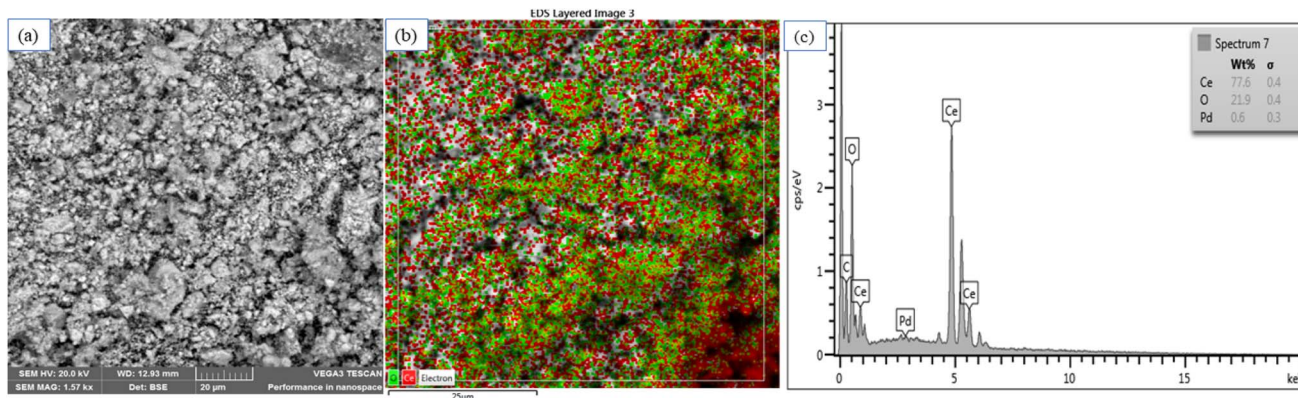 (a)
SEM HV: 20.0 kV
WD: 12.93 mm
VEGA3 TESCAN
SEM MAG: 1.57 kx
Det: BSE
20 µm
Performance in nanospace
EDS Layered Image 3
(b)
O
Ce
Electron
25µm
(c)
Spectrum 7
Wt% σ
Ce 77.6 0.4
O 21.9 0.4
Pd 0.6 0.3
cps/eV
3
2
1
0
O
C
Ce
Pd
Ce
Ce
0 5 10 15 ke